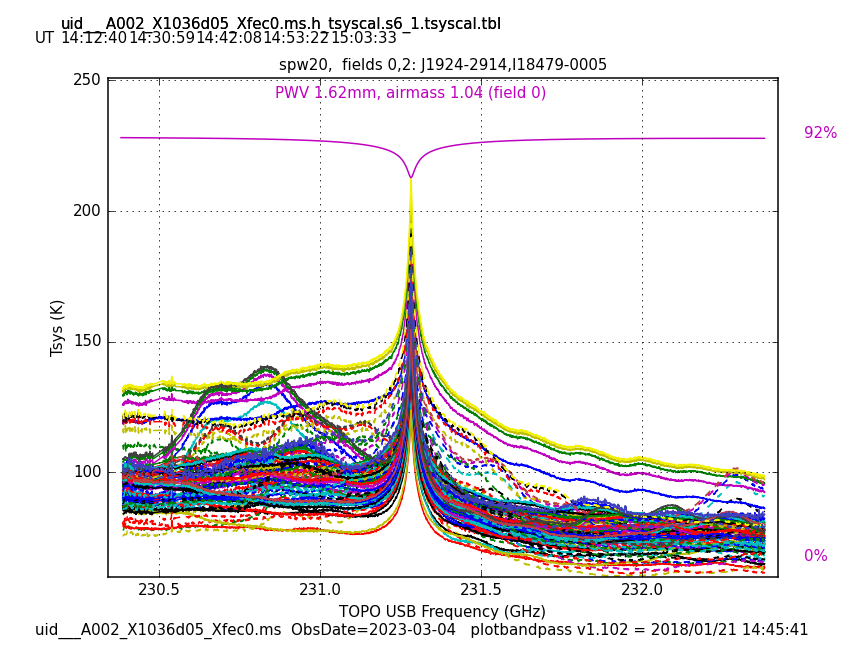 uid___A002_X1036d05_Xfec0.ms.h_tsyscal.s6_1.tsyscal.tbl
UT 14:12:40 14:30:59 14:42:08 14:53:22 15:03:33
spw20,  fields 0,2: J1924-2914,I18479-0005
PWV 1.62mm, airmass 1.04 (field 0)
250
200
150
100
Tsys (K)
92%
0%
230.5 231.0 231.5 232.0
TOPO USB Frequency (GHz)
uid___A002_X1036d05_Xfec0.ms  ObsDate=2023-03-04   plotbandpass v1.102 = 2018/01/21 14:45:41